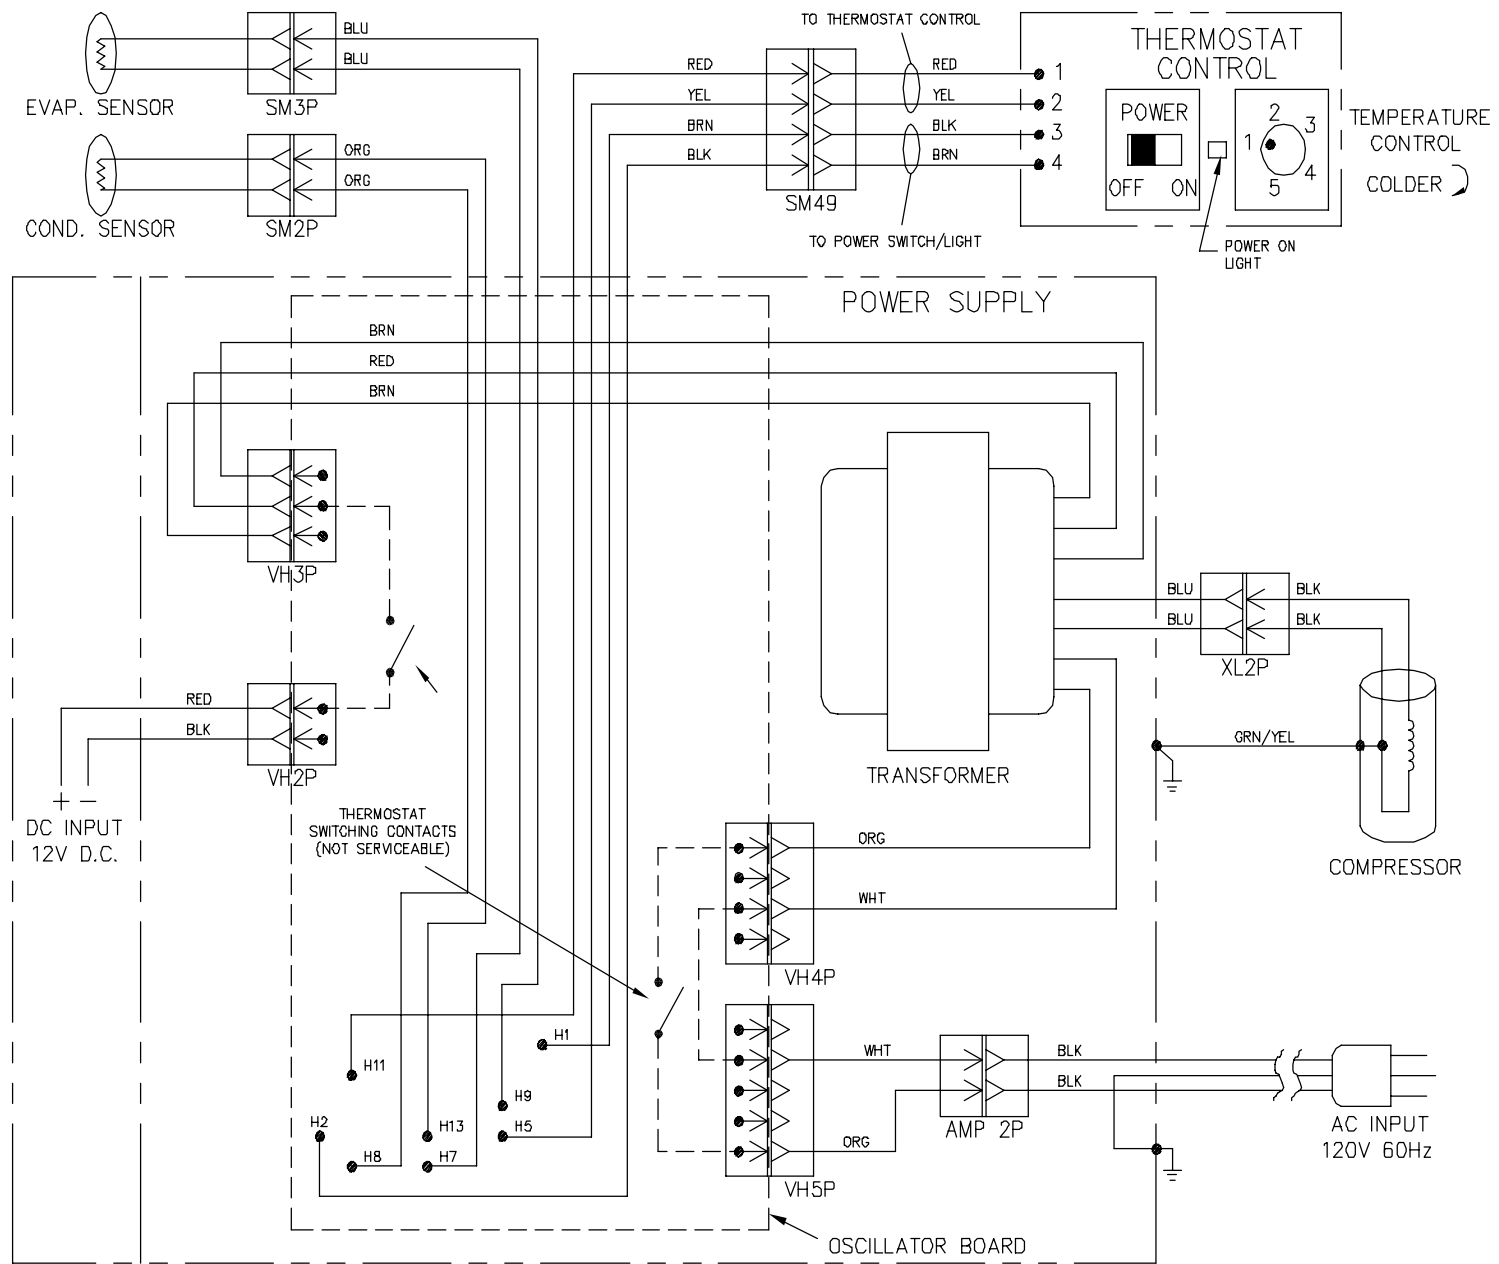 TO THERMOSTAT CONTROL
BLU
BLU
EVAP. SENSOR
SM3P
ORG
ORG
COND. SENSOR
SM2P
RED
YEL
BRN
BLK
SM49
RED
YEL
BLK
BRN
1
2
3
4
TO POWER SWITCH/LIGHT
THERMOSTAT
CONTROL
POWER
OFF ON
1
2
3
4
5
TEMPERATURE
CONTROL
COLDER
POWER ON
LIGHT
POWER SUPPLY
BRN
RED
BRN
VH3P
RED
BLK
VH2P
+ −
DC INPUT
12V D.C.
THERMOSTAT
SWITCHING CONTACTS
(NOT SERVICEABLE)
TRANSFORMER
BLU
BLU
XL2P
BLK
BLK
GRN/YEL
COMPRESSOR
ORG
WHT
VH4P
H1
H11
H9
H2
H13
H5
H8
H7
WHT
ORG
VH5P
AMP 2P
BLK
BLK
AC INPUT
120V 60Hz
OSCILLATOR BOARD